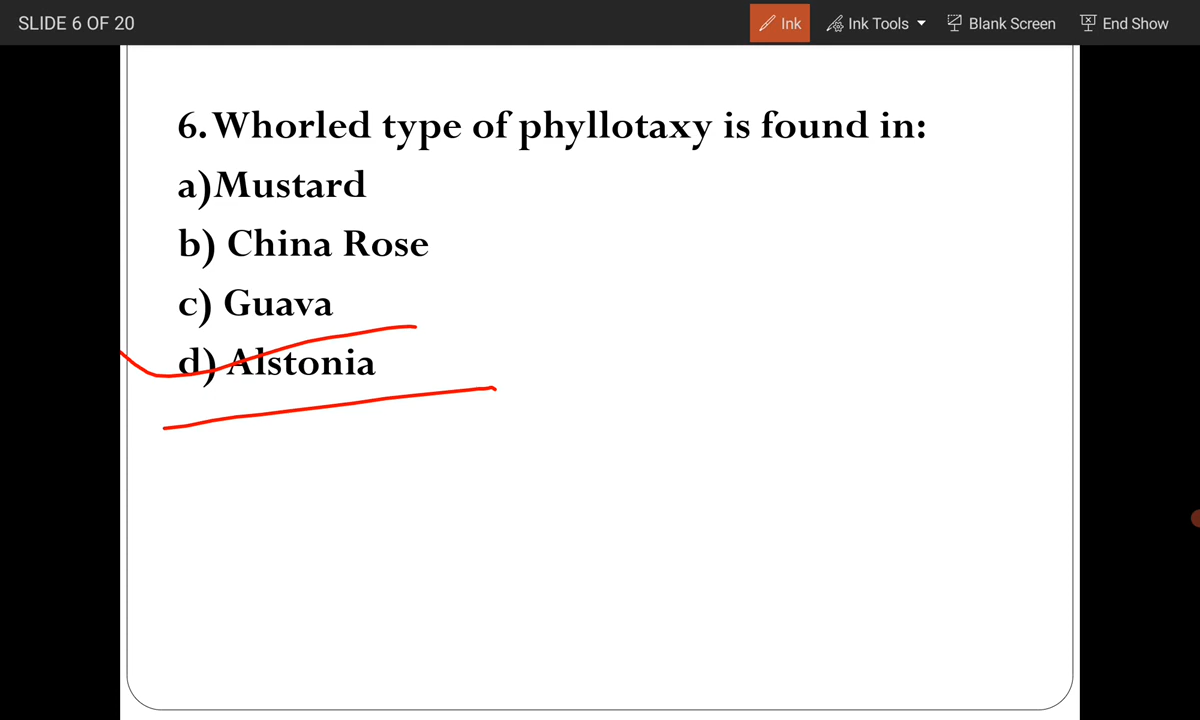 SLIDE 6 OF 20 Ink Ink Tools Blank Screen End Show
6. Whorled type of phyllotaxy is found in:
a)Mustard
b) China Rose
c) Guava
d) Alstonia